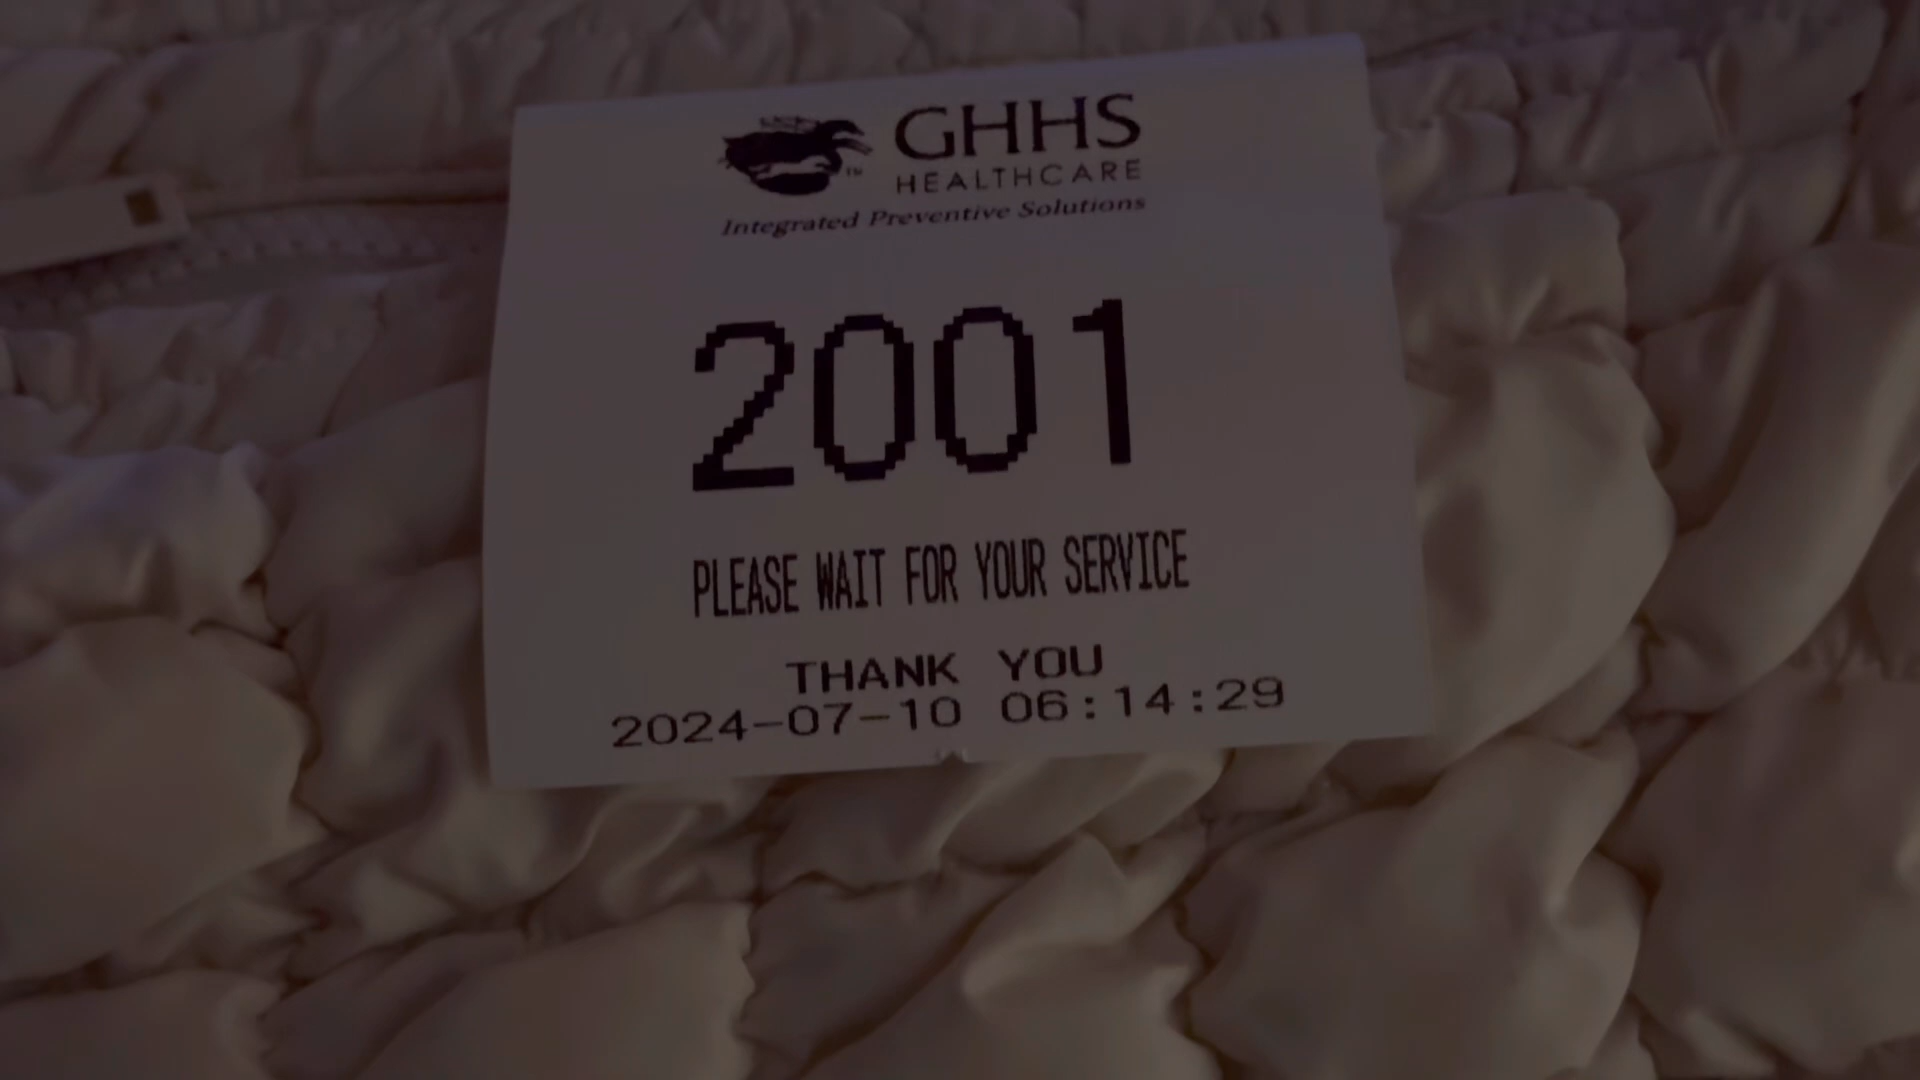 GHHS
HEALTHCARE
TM
Integrated Preventive Solutions
2001
PLEASE WAIT FOR YOUR SERVICE
THANK YOU
2024-07-10 06:14:29